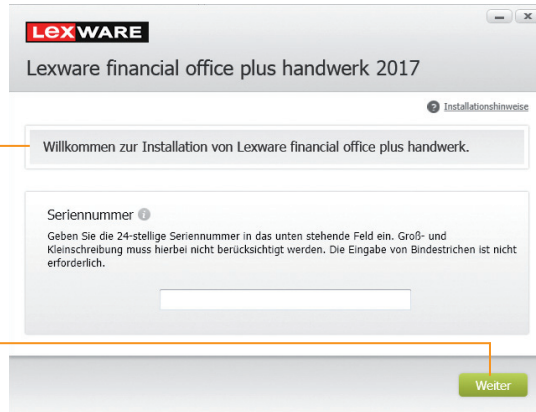 LEXWARE
Lexware financial office plus handwerk 2017
Installationshinweise
Willkommen zur Installation von Lexware financial office plus handwerk.
Seriennummer
Geben Sie die 24-stellige Seriennummer in das unten stehende Feld ein. Groß- und
Kleinschreibung muss hierbei nicht berücksichtigt werden. Die Eingabe von Bindestrichen ist nicht
erforderlich.
Weiter